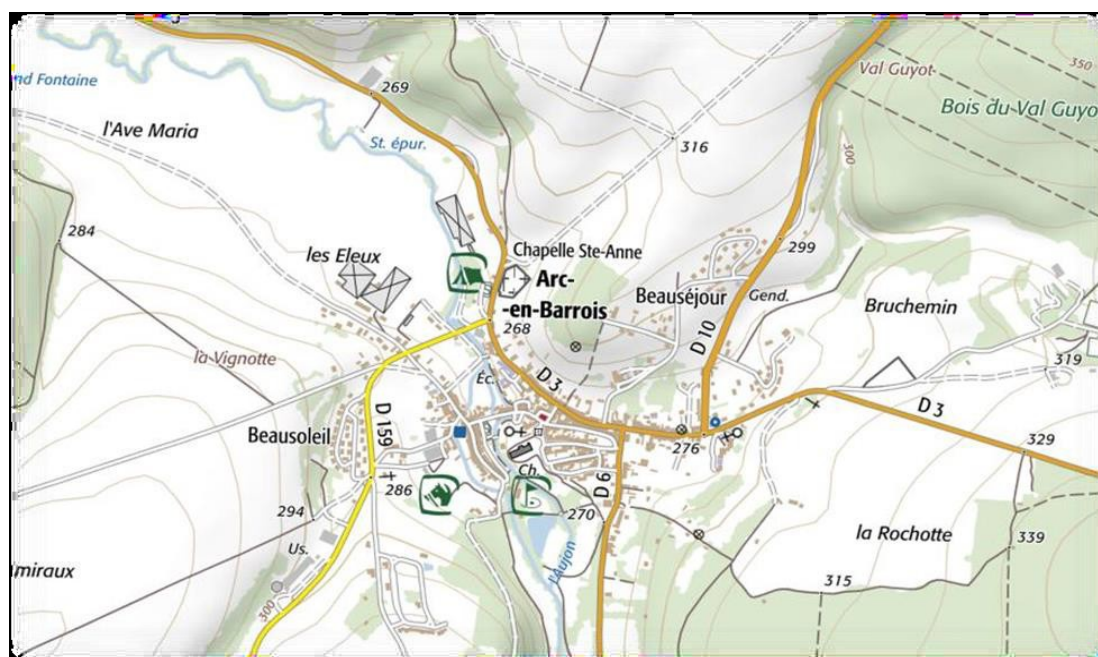 Val Guyot
350
nd Fontaine
269
Bois du Val Guyo
l'Ave Maria
St. épur.
316
300
284
299
Chapelle Ste-Anne
les Eleux
Arc-
-en-Barrois
Beauséjour
Gend.
Bruchemin
268
D 10
la Vignotte
319
Éc.
D 3
D 3
D 159
Beausoleil
276
329
Ch.
286
D 6
294
270
Us.
la Rochotte
339
l'Aujon
miraux
315
300